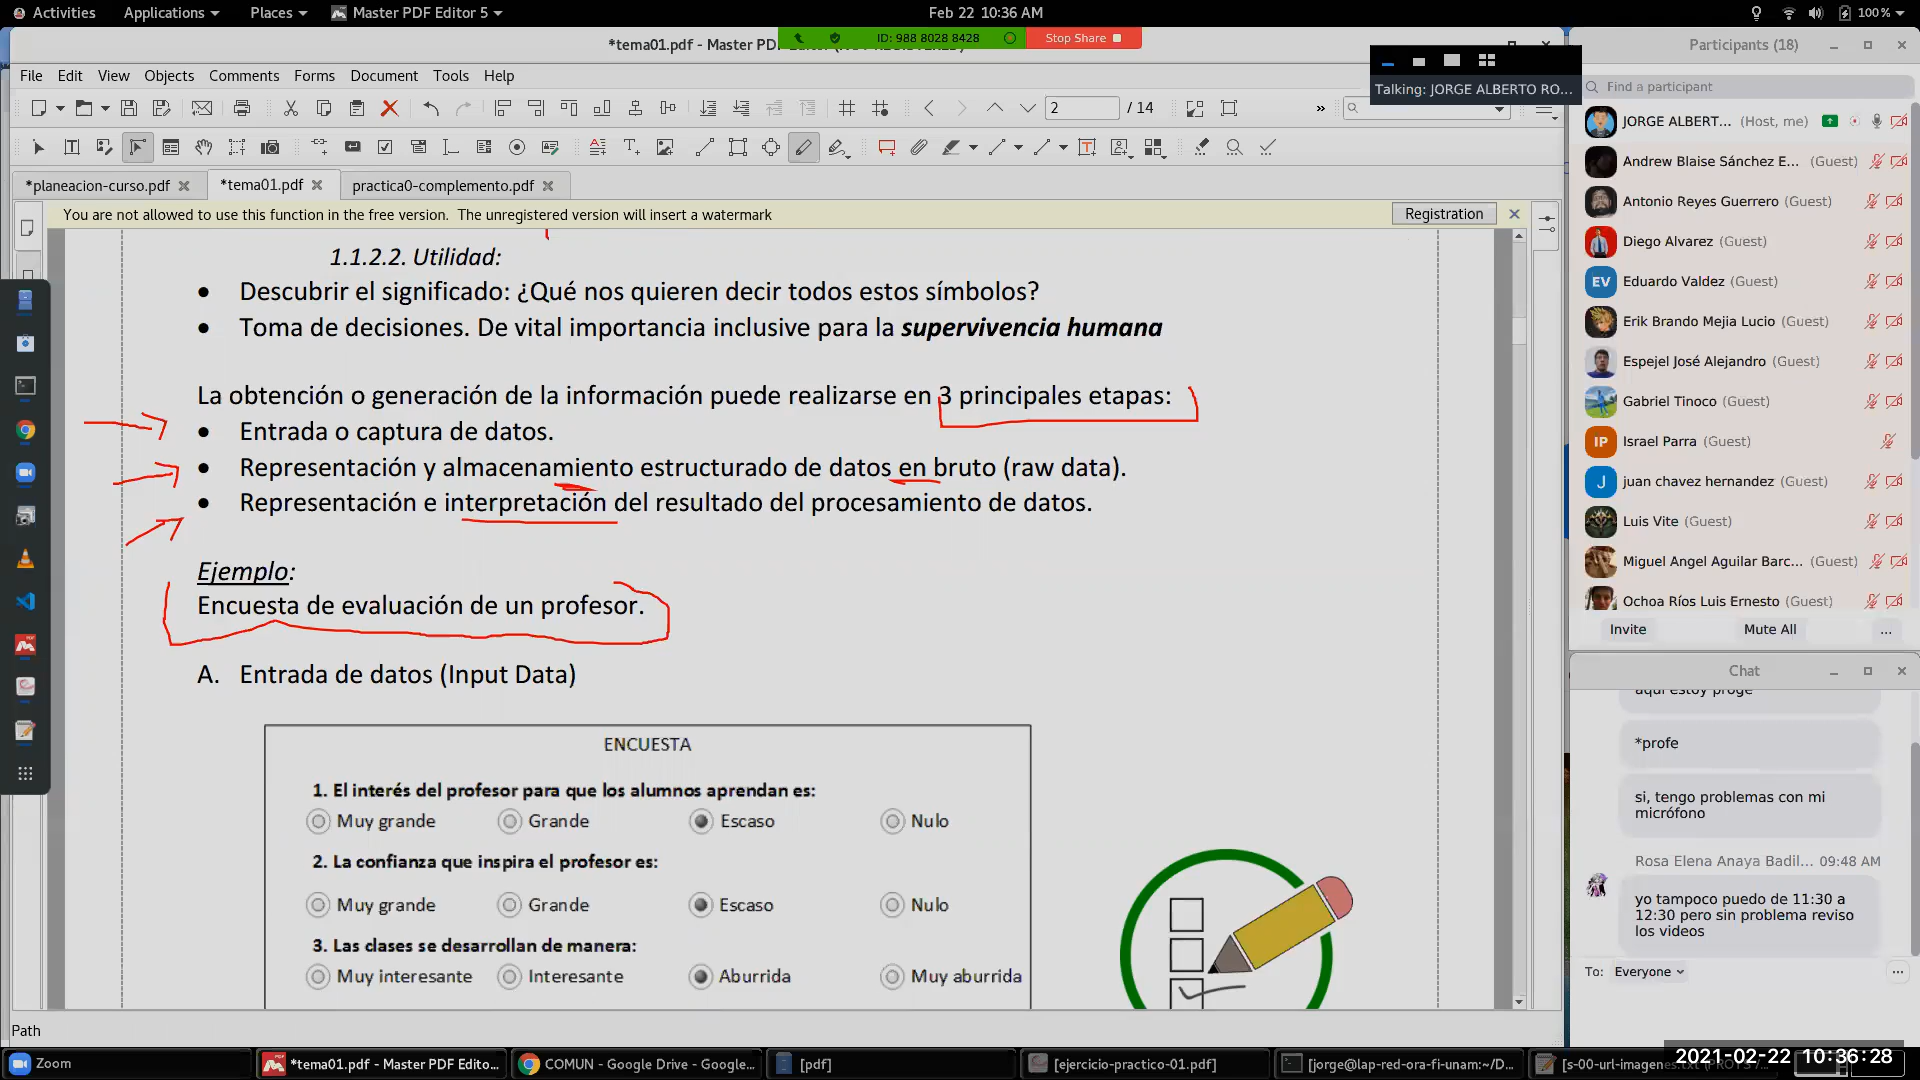 Activities Applications Places Master PDF Editor 5 Feb 22 10:36 AM 100%
*tema01.pdf - Master PD
ID: 988 8028 8428 Stop Share
Talking: JORGE ALBERTO RO...
File Edit View Objects Comments Forms Document Tools Help
2 / 14 »
*planeacion-curso.pdf *tema01.pdf practica0-complemento.pdf
You are not allowed to use this function in the free version. The unregistered version will insert a watermark Registration
1.1.2.2. Utilidad:
• Descubrir el significado: ¿Qué nos quieren decir todos estos símbolos?
• Toma de decisiones. De vital importancia inclusive para la supervivencia humana
La obtención o generación de la información puede realizarse en 3 principales etapas:
• Entrada o captura de datos.
• Representación y almacenamiento estructurado de datos en bruto (raw data).
• Representación e interpretación del resultado del procesamiento de datos.
Ejemplo:
Encuesta de evaluación de un profesor.
A. Entrada de datos (Input Data)
ENCUESTA
1. El interés del profesor para que los alumnos aprendan es:
Muy grande Grande Escaso Nulo
2. La confianza que inspira el profesor es:
Muy grande Grande Escaso Nulo
3. Las clases se desarrollan de manera:
Muy interesante Interesante Aburrida Muy aburrida
Path
Participants (18)
Find a participant
JORGE ALBERT... (Host, me)
Andrew Blaise Sánchez E... (Guest)
Antonio Reyes Guerrero (Guest)
Diego Alvarez (Guest)
EV Eduardo Valdez (Guest)
Erik Brando Mejia Lucio (Guest)
Espejel José Alejandro (Guest)
Gabriel Tinoco (Guest)
IP Israel Parra (Guest)
J juan chavez hernandez (Guest)
Luis Vite (Guest)
Miguel Angel Aguilar Barc... (Guest)
Ochoa Ríos Luis Ernesto (Guest)
Invite Mute All ...
Chat
aqui estoy proge
*profe
si, tengo problemas con mi
micrófono
Rosa Elena Anaya Badil... 09:48 AM
yo tampoco puedo de 11:30 a
12:30 pero sin problema reviso
los videos
To: Everyone
Zoom *tema01.pdf - Master PDF Edito... COMUN - Google Drive - Google... [pdf] [ejercicio-practico-01.pdf] [jorge@lap-red-ora-fi-unam:~/D... [s-00-url-imagenes.txt
2021-02-22 10:36:28